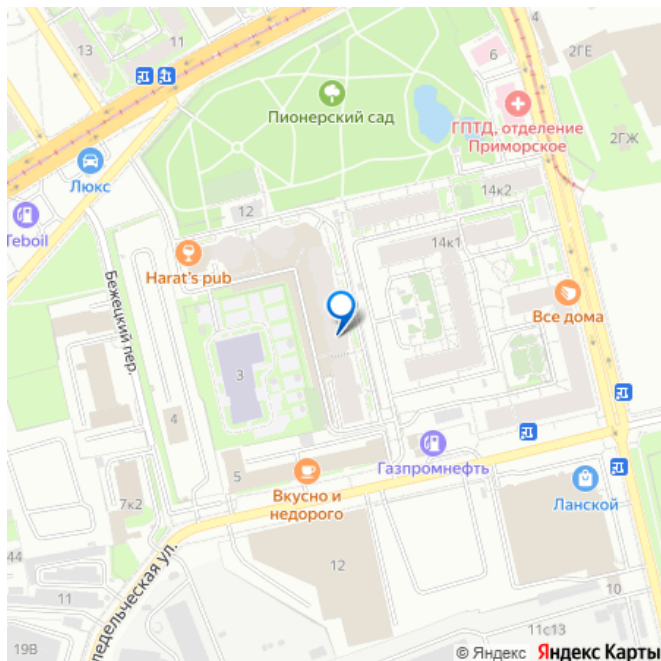 4
11
13
6
2ГЕ
Пионерский сад
ГПТД, отделение
Приморское
2ГЖ
Люкс
14к2
12
Teboil
14к1
Harat's pub
Бежецкий пер.
Все дома
3
4
5
Газпромнефть
Вкусно и
недорого
Ланской
7к2
44
12
10
11
11с13
19В
ледельческая ул.
© Яндекс Яндекс Карты